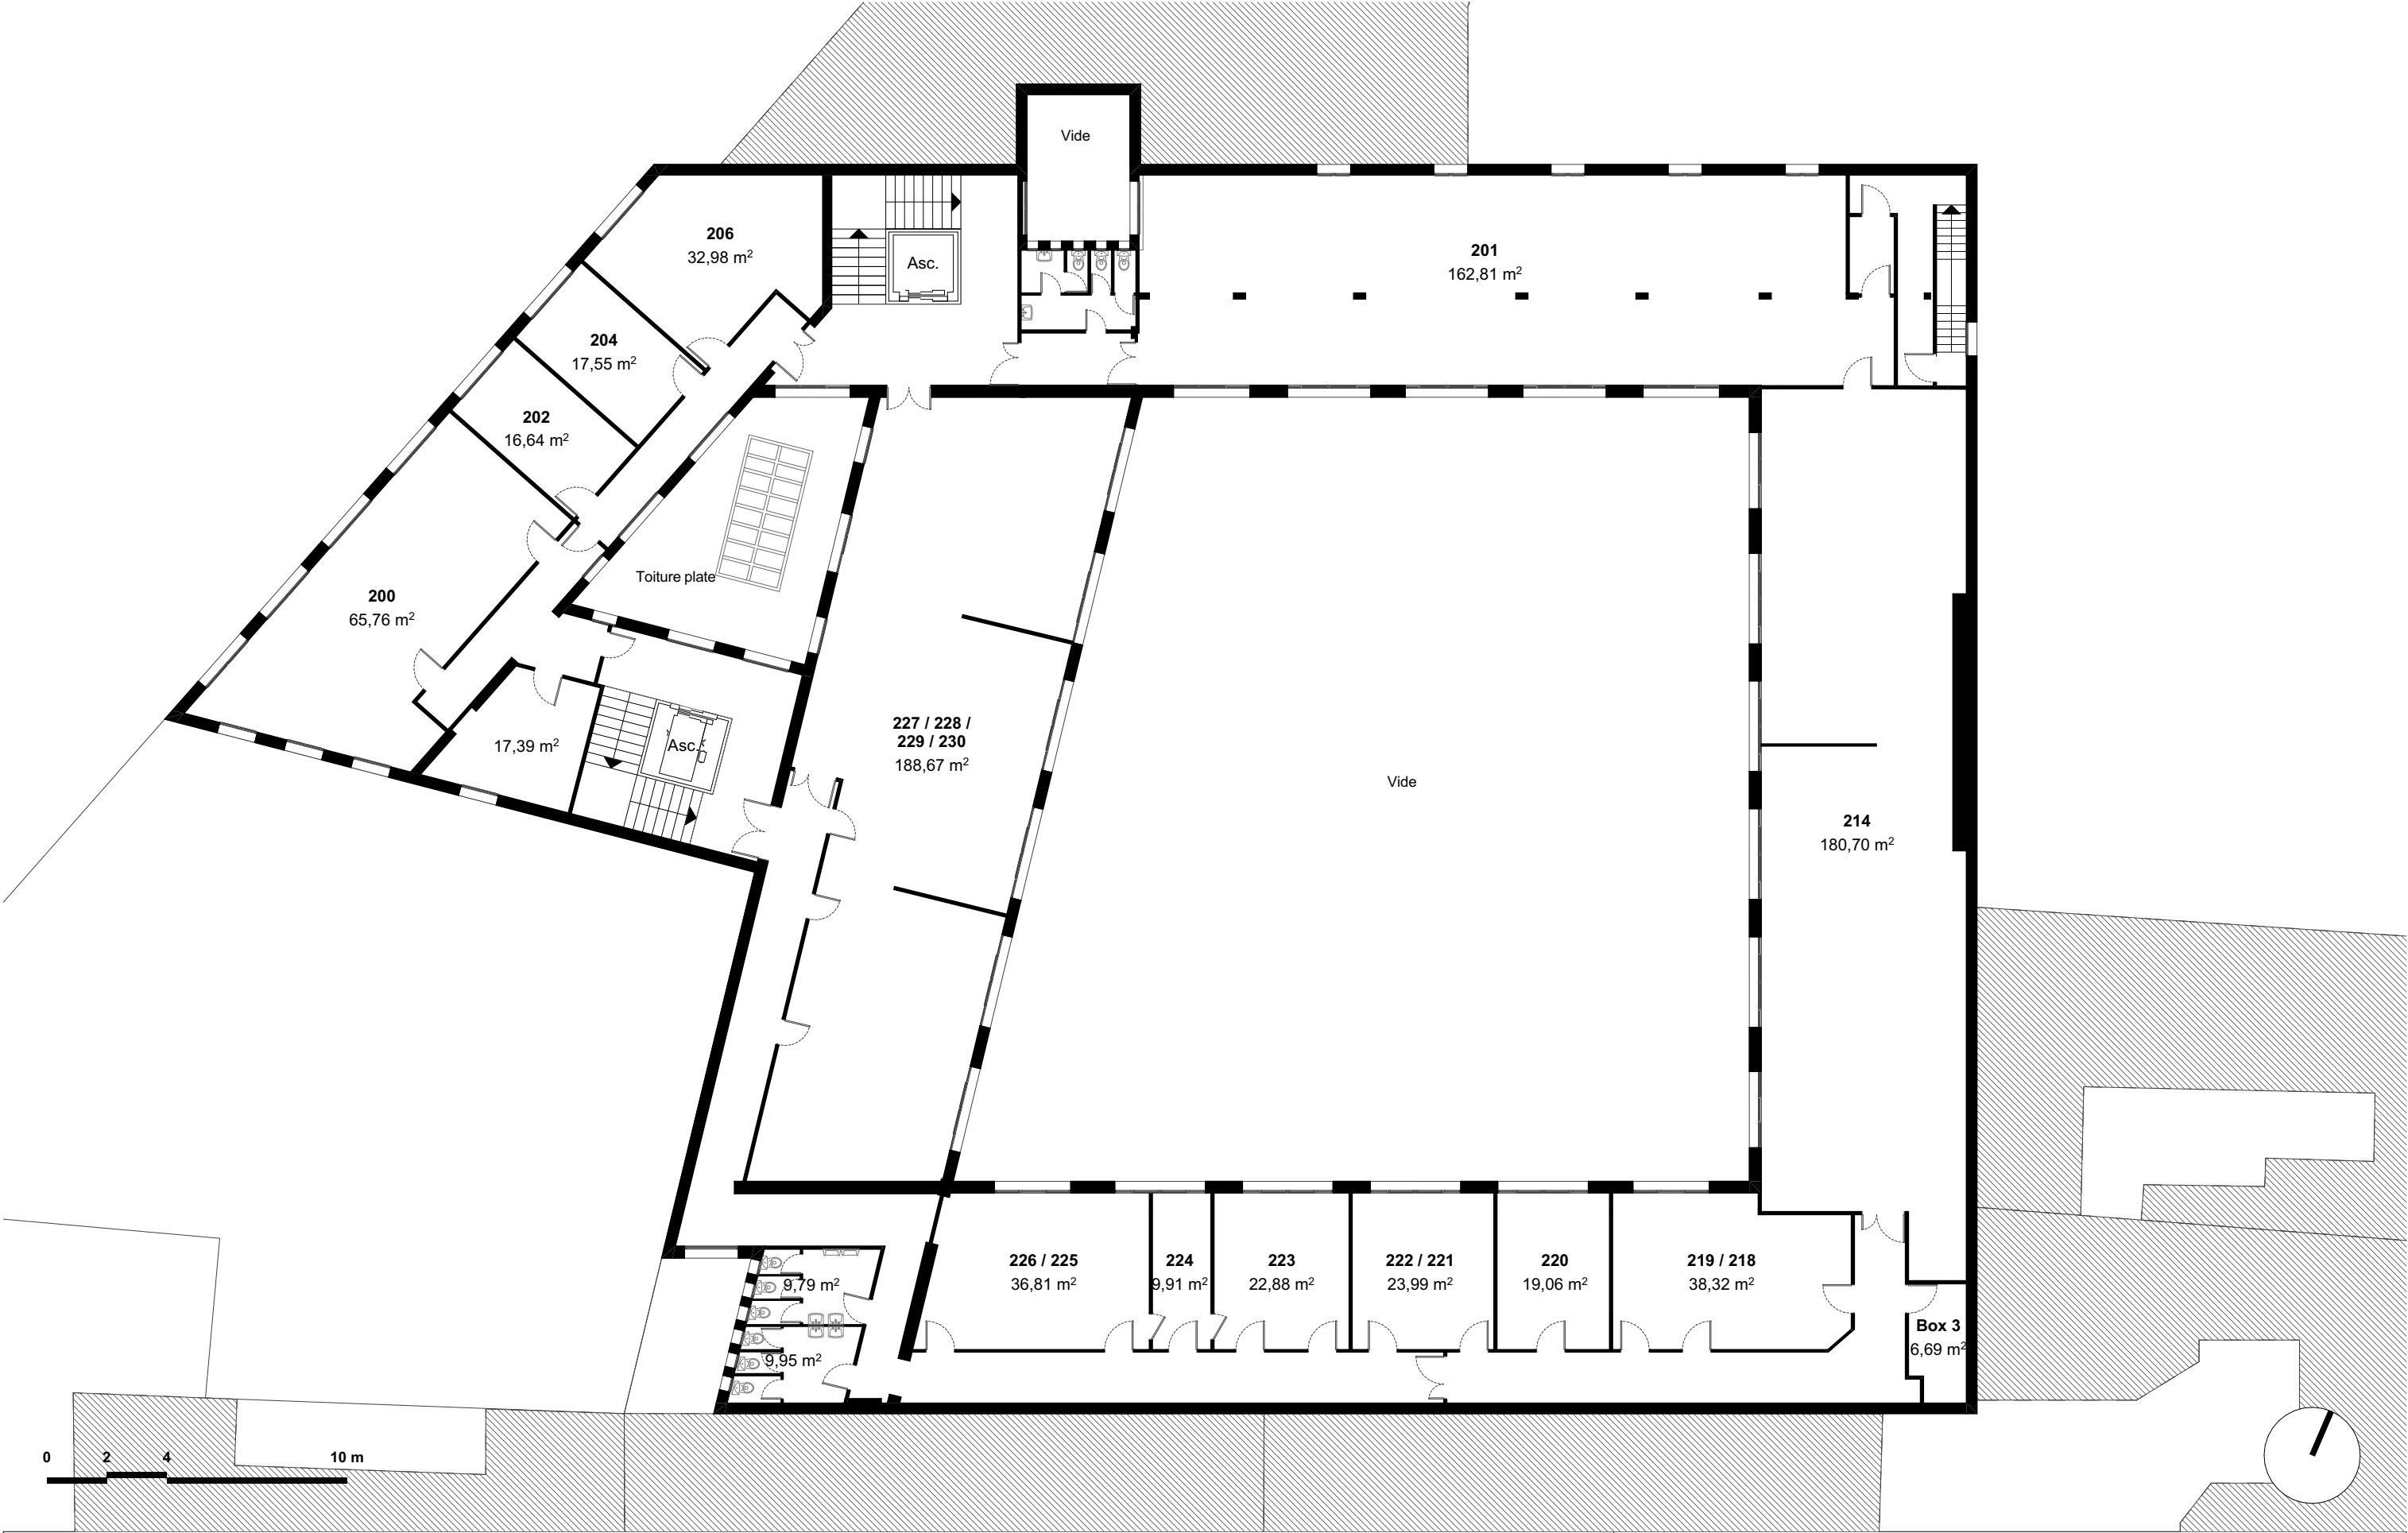 Vide
206
32,98 m²
Asc.
201
162,81 m²
204
17,55 m²
202
16,64 m²
Toiture plate
200
65,76 m²
17,39 m²
Asc.
227 / 228 /
229 / 230
188,67 m²
Vide
214
180,70 m²
226 / 225
36,81 m²
224
9,91 m²
223
22,88 m²
222 / 221
23,99 m²
220
19,06 m²
219 / 218
38,32 m²
9,79 m²
9,95 m²
Box 3
6,69 m²
0 2 4 10 m